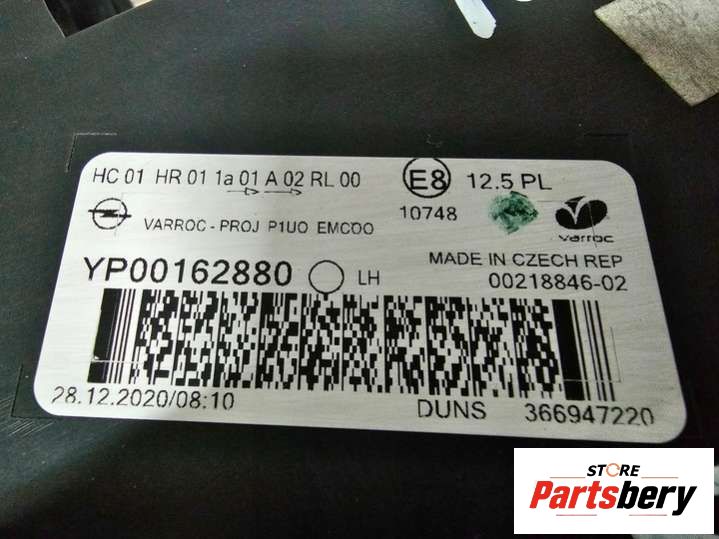 HC 01 HR 01 1a 01 A 02 RL 00
E8 12.5 PL
10748
VARROC - PROJ P1UO EMCOO
varroc
MADE IN CZECH REP
YP00162880 LH
00218846-02
28.12.2020/08:10
DUNS 366947220
STORE
Partsbery